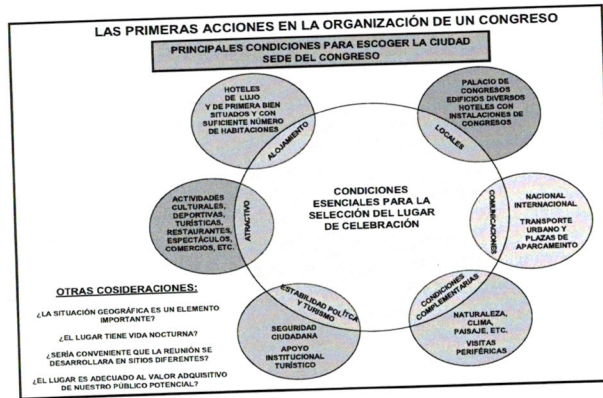 LAS PRIMERAS ACCIONES EN LA ORGANIZACIÓN DE UN CONGRESO
PRINCIPALES CONDICIONES PARA ESCOGER LA CIUDAD
SEDE DEL CONGRESO
HOTELES
DE LUJO
Y DE PRIMERA BIEN
SITUADOS Y CON
SUFICIENTE NÚMERO
DE HABITACIONES
ALOJAMIENTO
PALACIO DE
CONGRESOS
EDIFICIOS DIVERSOS
HOTELES CON
INSTALACIONES DE
CONGRESOS
LOCALES
ACTIVIDADES
CULTURALES,
DEPORTIVAS,
TURÍSTICAS,
RESTAURANTES,
ESPECTÁCULOS,
COMERCIOS, ETC.
ATRACTIVO
CONDICIONES
ESENCIALES PARA LA
SELECCIÓN DEL LUGAR
DE CELEBRACIÓN
COMUNICACIONES
NACIONAL
INTERNACIONAL
TRANSPORTE
URBANO Y
PLAZAS DE
APARCAMEINTO
OTRAS COSIDERACIONES:
¿LA SITUACIÓN GEOGRÁFICA ES UN ELEMENTO
IMPORTANTE?
¿EL LUGAR TIENE VIDA NOCTURNA?
¿SERÍA CONVENIENTE QUE LA REUNIÓN SE
DESARROLLARA EN SITIOS DIFERENTES?
¿EL LUGAR ES ADECUADO AL VALOR ADQUISITIVO
DE NUESTRO PÚBLICO POTENCIAL?
ESTABILIDAD POLÍTCA
Y TURISMO
SEGURIDAD
CIUDADANA
APOYO
INSTITUCIONAL
TURÍSTICO
CONDICIONES
COMPLEMENTARIAS
NATURALEZA,
CLIMA,
PAISAJE, ETC.
VISITAS
PERIFÉRICAS